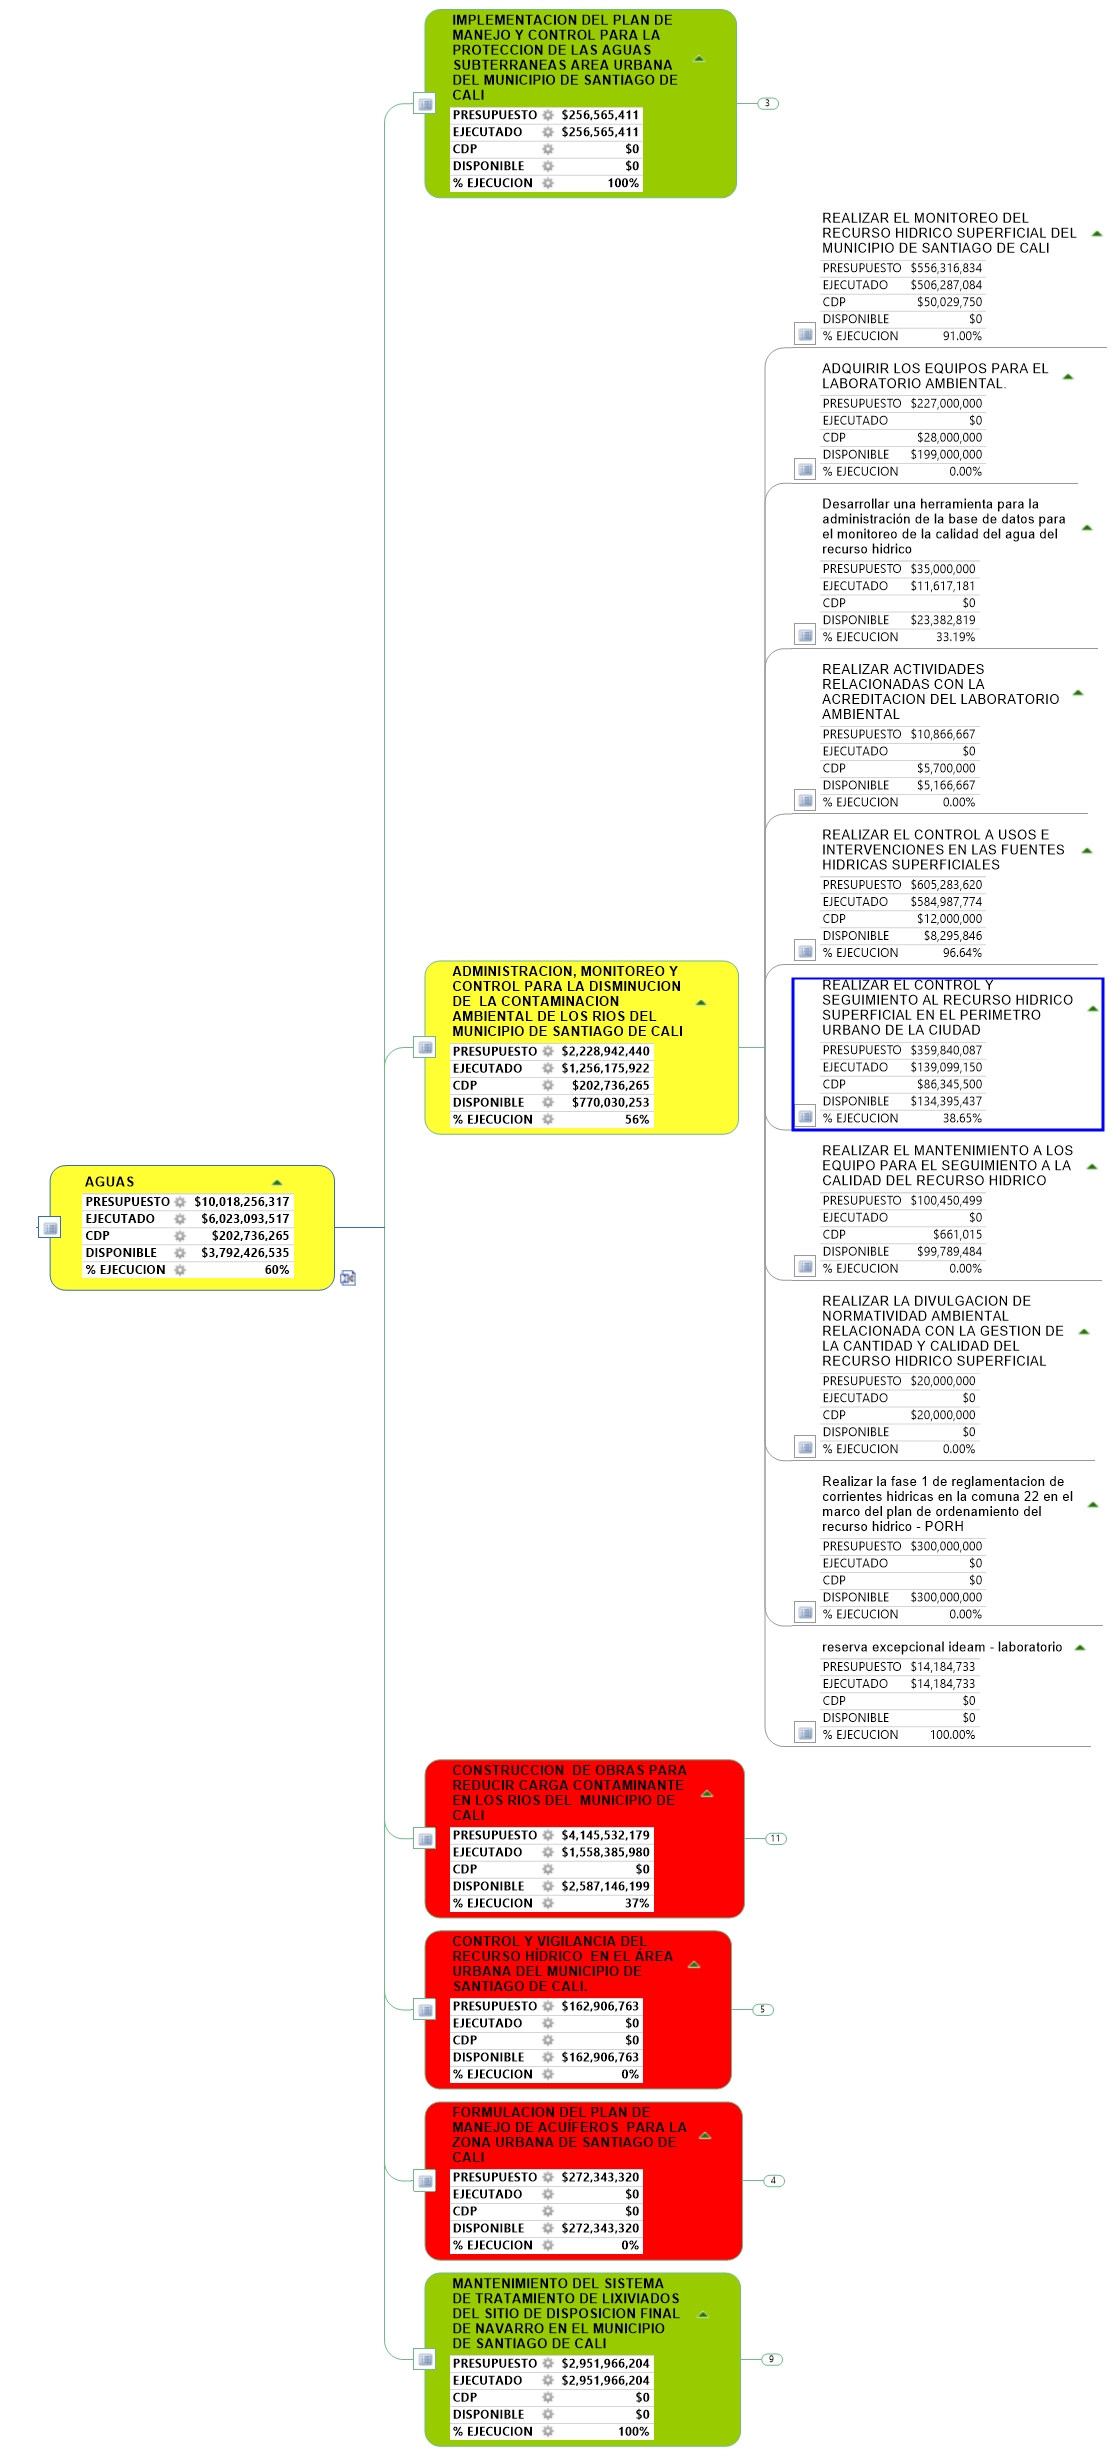 IMPLEMENTACION DEL PLAN DE
MANEJO Y CONTROL PARA LA
PROTECCION DE LAS AGUAS
SUBTERRANEAS AREA URBANA
DEL MUNICIPIO DE SANTIAGO DE
CALI
PRESUPUESTO $256,565,411
EJECUTADO $256,565,411
CDP $0
DISPONIBLE $0
% EJECUCION 100%
3
REALIZAR EL MONITOREO DEL
RECURSO HIDRICO SUPERFICIAL DEL
MUNICIPIO DE SANTIAGO DE CALI
PRESUPUESTO $556,316,834
EJECUTADO $506,287,084
CDP $50,029,750
DISPONIBLE $0
% EJECUCION 91.00%
ADQUIRIR LOS EQUIPOS PARA EL
LABORATORIO AMBIENTAL.
PRESUPUESTO $227,000,000
EJECUTADO $0
CDP $28,000,000
DISPONIBLE $199,000,000
% EJECUCION 0.00%
Desarrollar una herramienta para la
administración de la base de datos para
el monitoreo de la calidad del agua del
recurso hidrico
PRESUPUESTO $35,000,000
EJECUTADO $11,617,181
CDP $0
DISPONIBLE $23,382,819
% EJECUCION 33.19%
REALIZAR ACTIVIDADES
RELACIONADAS CON LA
ACREDITACION DEL LABORATORIO
AMBIENTAL
PRESUPUESTO $10,866,667
EJECUTADO $0
CDP $5,700,000
DISPONIBLE $5,166,667
% EJECUCION 0.00%
REALIZAR EL CONTROL A USOS E
INTERVENCIONES EN LAS FUENTES
HIDRICAS SUPERFICIALES
PRESUPUESTO $605,283,620
EJECUTADO $584,987,774
CDP $12,000,000
DISPONIBLE $8,295,846
% EJECUCION 96.64%
ADMINISTRACION, MONITOREO Y
CONTROL PARA LA DISMINUCION
DE LA CONTAMINACION
AMBIENTAL DE LOS RIOS DEL
MUNICIPIO DE SANTIAGO DE CALI
PRESUPUESTO $2,228,942,440
EJECUTADO $1,256,175,922
CDP $202,736,265
DISPONIBLE $770,030,253
% EJECUCION 56%
REALIZAR EL CONTROL Y
SEGUIMIENTO AL RECURSO HIDRICO
SUPERFICIAL EN EL PERIMETRO
URBANO DE LA CIUDAD
PRESUPUESTO $359,840,087
EJECUTADO $139,099,150
CDP $86,345,500
DISPONIBLE $134,395,437
% EJECUCION 38.65%
AGUAS
PRESUPUESTO $10,018,256,317
EJECUTADO $6,023,093,517
CDP $202,736,265
DISPONIBLE $3,792,426,535
% EJECUCION 60%
REALIZAR EL MANTENIMIENTO A LOS
EQUIPO PARA EL SEGUIMIENTO A LA
CALIDAD DEL RECURSO HIDRICO
PRESUPUESTO $100,450,499
EJECUTADO $0
CDP $661,015
DISPONIBLE $99,789,484
% EJECUCION 0.00%
REALIZAR LA DIVULGACION DE
NORMATIVIDAD AMBIENTAL
RELACIONADA CON LA GESTION DE
LA CANTIDAD Y CALIDAD DEL
RECURSO HIDRICO SUPERFICIAL
PRESUPUESTO $20,000,000
EJECUTADO $0
CDP $20,000,000
DISPONIBLE $0
% EJECUCION 0.00%
Realizar la fase 1 de reglamentacion de
corrientes hidricas en la comuna 22 en el
marco del plan de ordenamiento del
recurso hidrico - PORH
PRESUPUESTO $300,000,000
EJECUTADO $0
CDP $0
DISPONIBLE $300,000,000
% EJECUCION 0.00%
reserva excepcional ideam - laboratorio
PRESUPUESTO $14,184,733
EJECUTADO $14,184,733
CDP $0
DISPONIBLE $0
% EJECUCION 100.00%
CONSTRUCCION DE OBRAS PARA
REDUCIR CARGA CONTAMINANTE
EN LOS RIOS DEL MUNICIPIO DE
CALI
PRESUPUESTO $4,145,532,179
EJECUTADO $1,558,385,980
CDP $0
DISPONIBLE $2,587,146,199
% EJECUCION 37%
11
CONTROL Y VIGILANCIA DEL
RECURSO HÍDRICO EN EL ÁREA
URBANA DEL MUNICIPIO DE
SANTIAGO DE CALI.
PRESUPUESTO $162,906,763
EJECUTADO $0
CDP $0
DISPONIBLE $162,906,763
% EJECUCION 0%
5
FORMULACION DEL PLAN DE
MANEJO DE ACUÍFEROS PARA LA
ZONA URBANA DE SANTIAGO DE
CALI
PRESUPUESTO $272,343,320
EJECUTADO $0
CDP $0
DISPONIBLE $272,343,320
% EJECUCION 0%
4
MANTENIMIENTO DEL SISTEMA
DE TRATAMIENTO DE LIXIVIADOS
DEL SITIO DE DISPOSICION FINAL
DE NAVARRO EN EL MUNICIPIO
DE SANTIAGO DE CALI
PRESUPUESTO $2,951,966,204
EJECUTADO $2,951,966,204
CDP $0
DISPONIBLE $0
% EJECUCION 100%
9